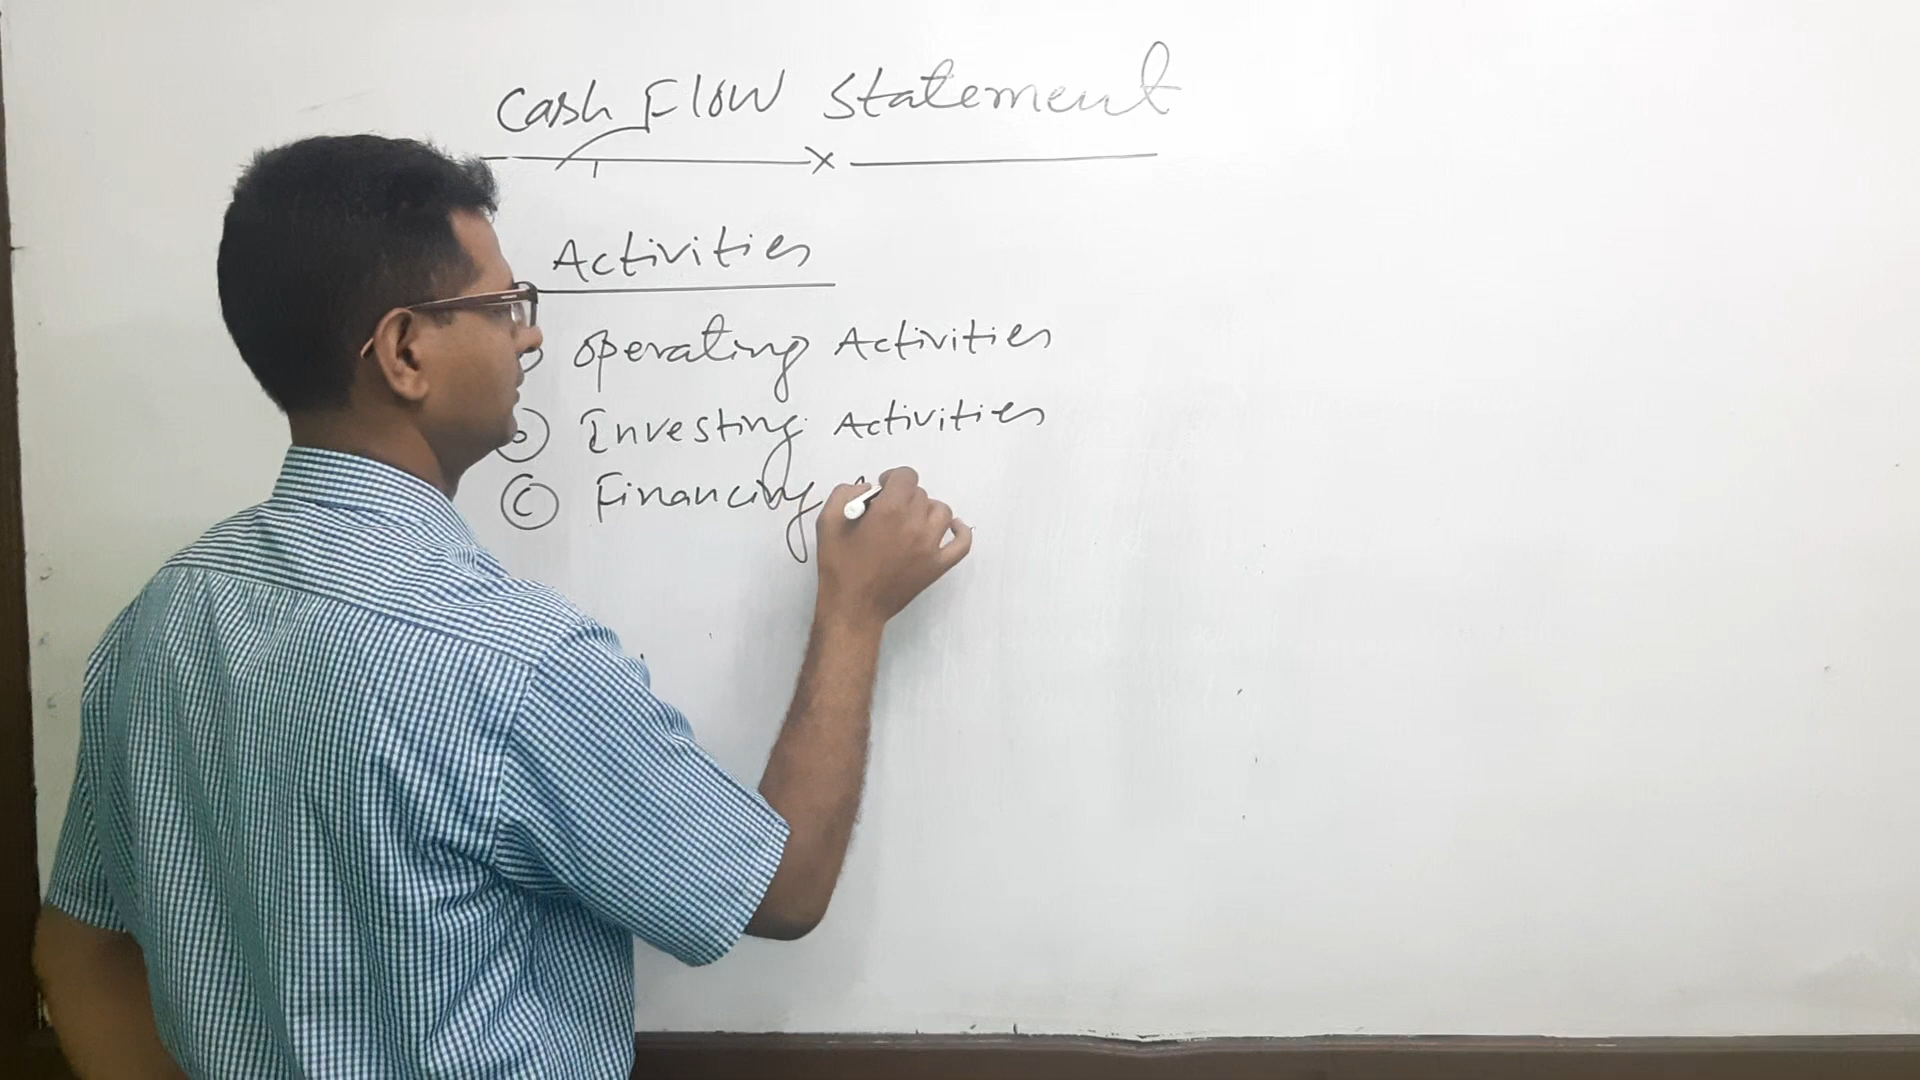 Cash Flow Statement
Activities
Operating Activities
b Investing Activities
C Financing